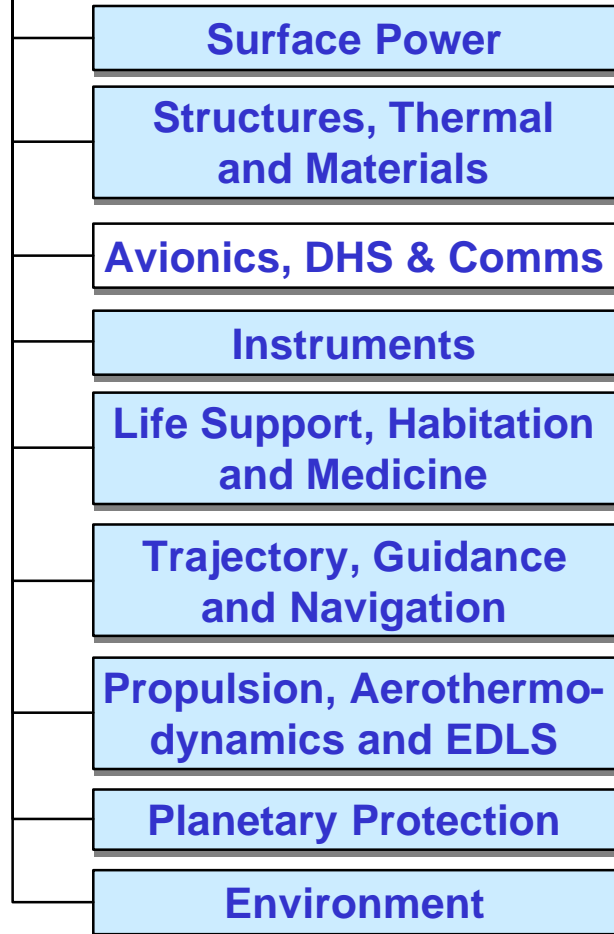 Surface Power
Structures, Thermal
and Materials
Avionics, DHS & Comms
Instruments
Life Support, Habitation
and Medicine
Trajectory, Guidance
and Navigation
Propulsion, Aerothermo-
dynamics and EDLS
Planetary Protection
Environment